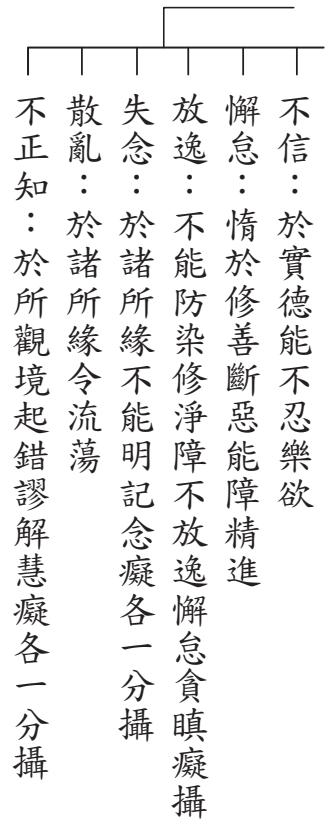 不信：於實德能不忍樂欲
懈怠：惰於修善斷惡能障精進
放逸：不能防染修淨障不放逸懈怠貪瞋癡攝
失念：於諸所緣不能明記念癡各一分攝
散亂：於諸所緣令流蕩
不正知：於所觀境起錯謬解慧癡各一分攝